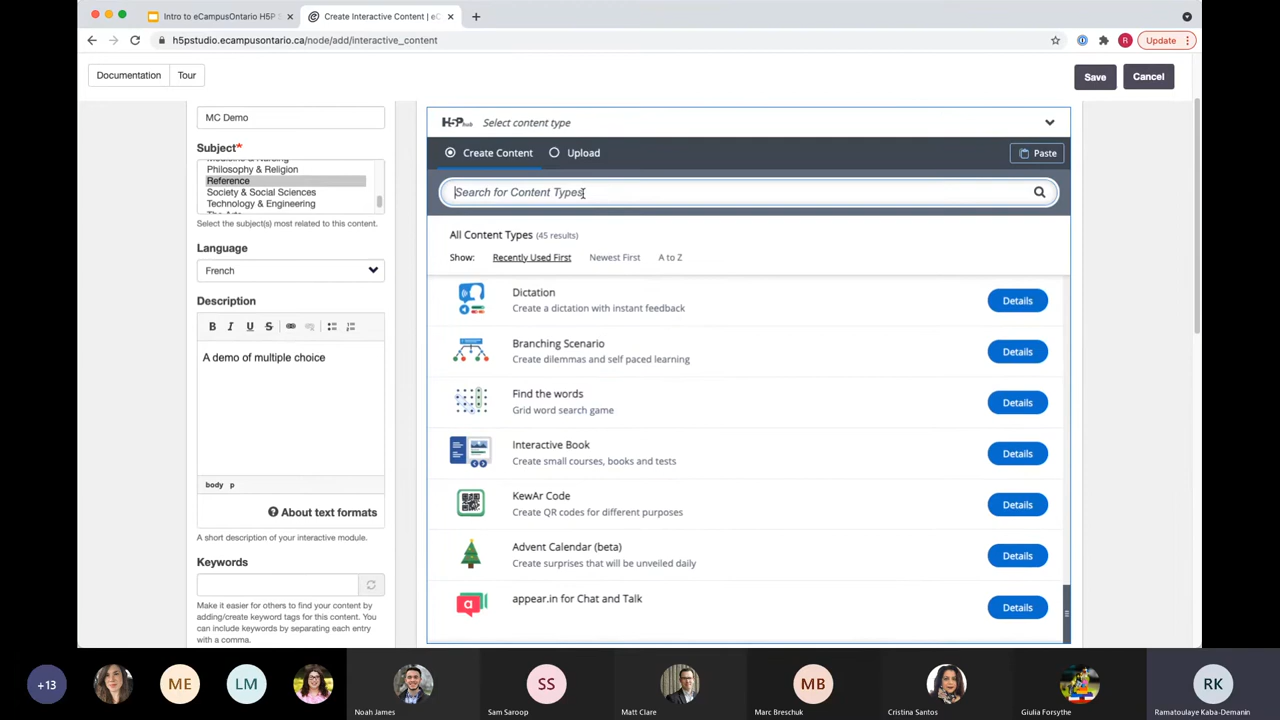 Intro to eCampusOntario H5P S
Create Interactive Content | eC
h5pstudio.ecampusontario.ca/node/add/interactive_content
R
Update
Documentation
Tour
Save
Cancel
MC Demo
Subject*
Philosophy & Religion
Reference
Society & Social Sciences
Technology & Engineering
The Arts
Select the subject(s) most related to this content.
Language
French
Description
B I U S
A demo of multiple choice
body p
About text formats
A short description of your interactive module.
Keywords
Make it easier for others to find your content by
adding/create keyword tags for this content. You
can include keywords by separating each entry
with a comma.
H5P hub Select content type
Create Content
Upload
Paste
Search for Content Types
All Content Types (45 results)
Show: Recently Used First Newest First A to Z
Dictation
Create a dictation with instant feedback
Details
Branching Scenario
Create dilemmas and self paced learning
Details
Find the words
Grid word search game
Details
Interactive Book
Create small courses, books and tests
Details
KewAr Code
Create QR codes for different purposes
Details
Advent Calendar (beta)
Create surprises that will be unveiled daily
Details
a
appear.in for Chat and Talk
Details
+13
ME
LM
Noah James
SS
Sam Saroop
Matt Clare
MB
Marc Breschuk
Cristina Santos
Giulia Forsythe
RK
Ramatoulaye Kaba-Demanin